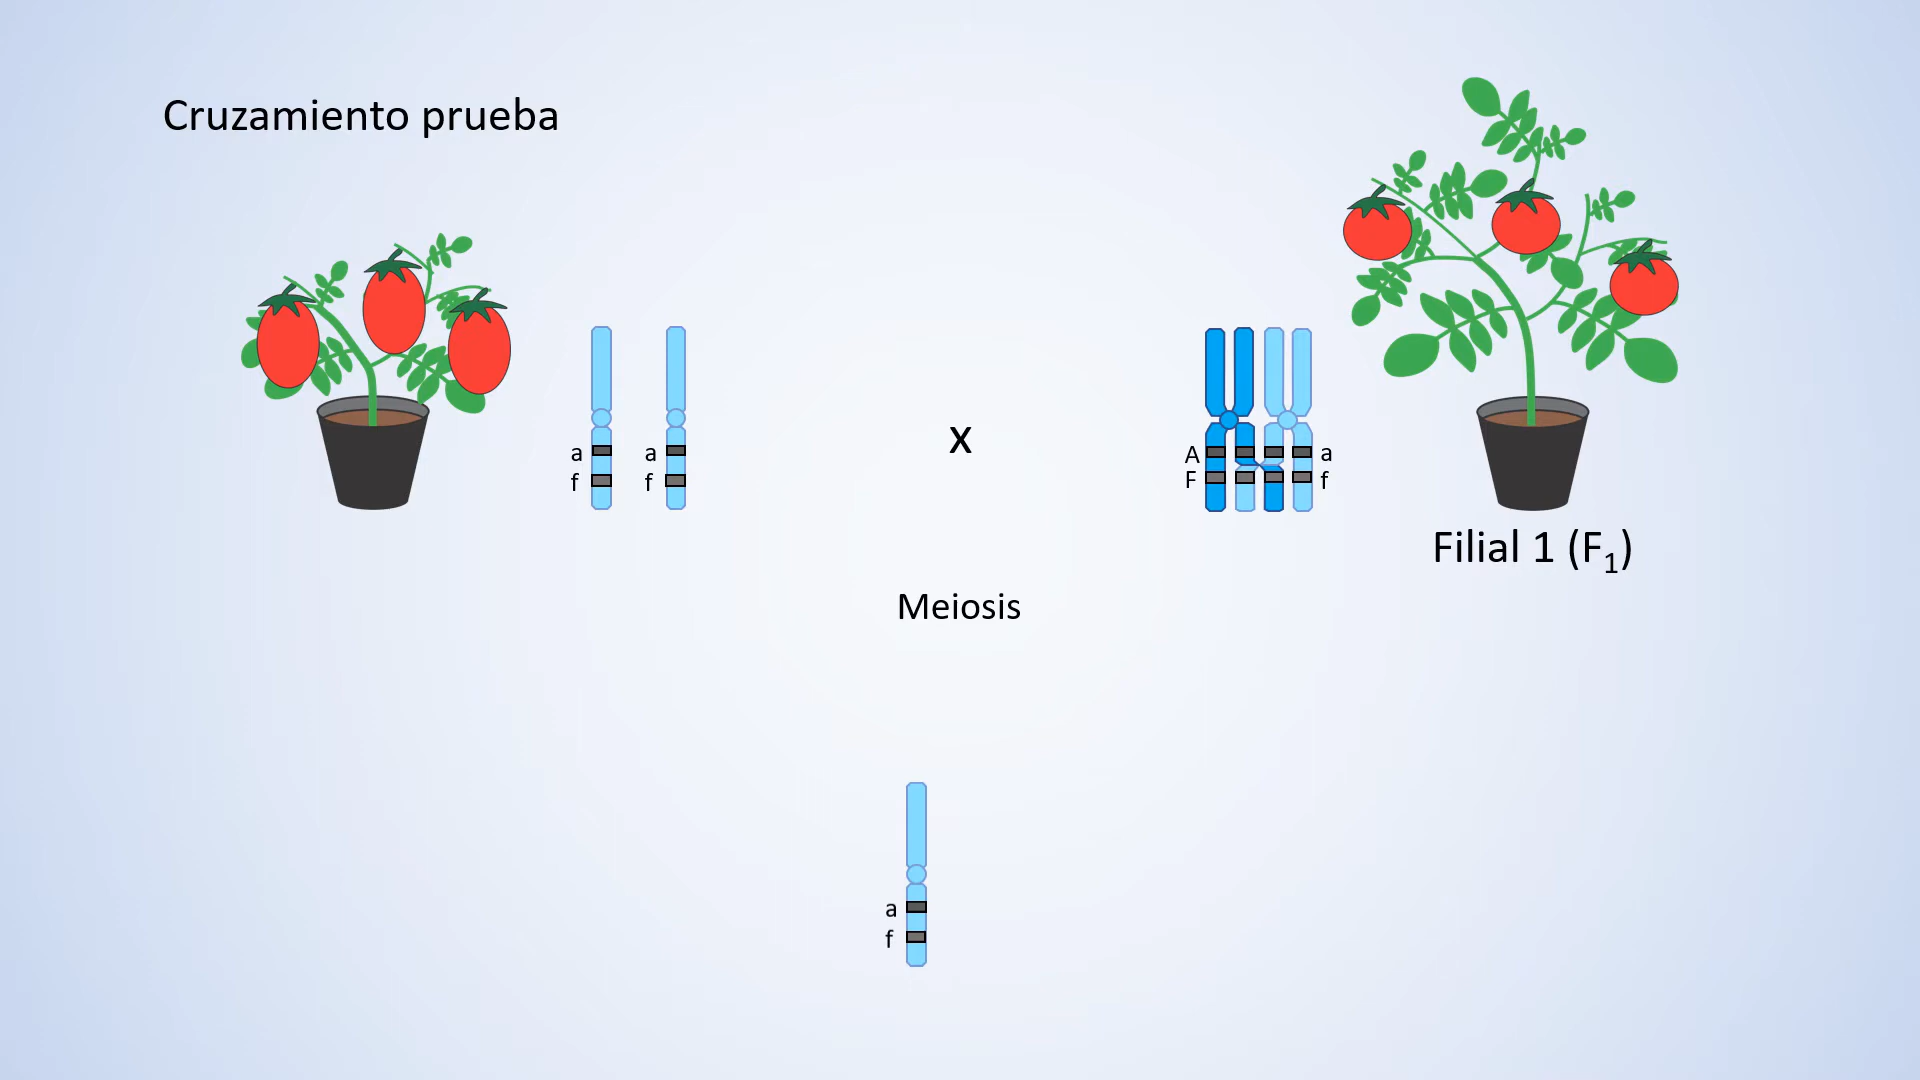 Cruzamiento prueba
a
f
a
f
x
A
F
a
f
Filial 1 (F₁)
Meiosis
a
f